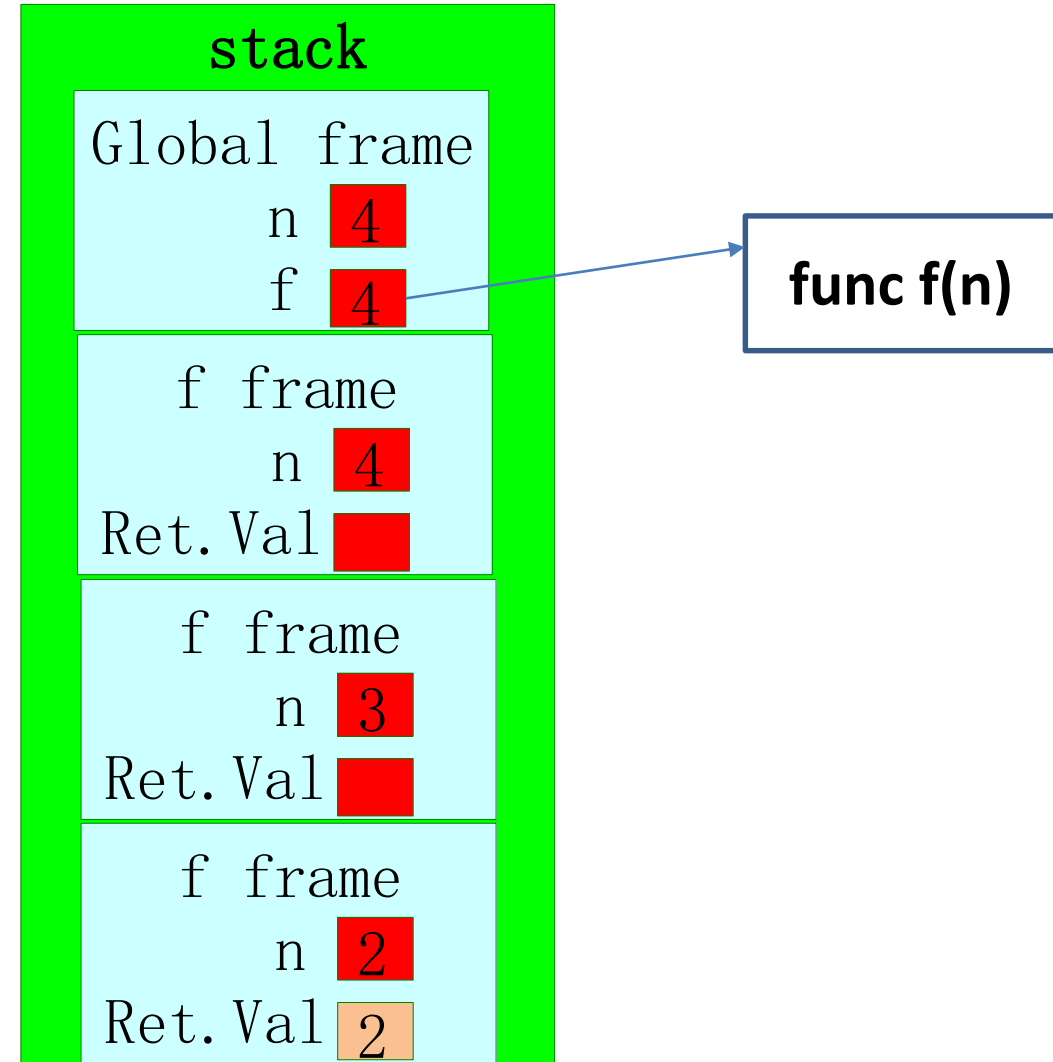 stack
Global frame
n 4
f 4
func f(n)
f frame
n 4
Ret.Val
f frame
n 3
Ret.Val
f frame
n 2
Ret.Val 2